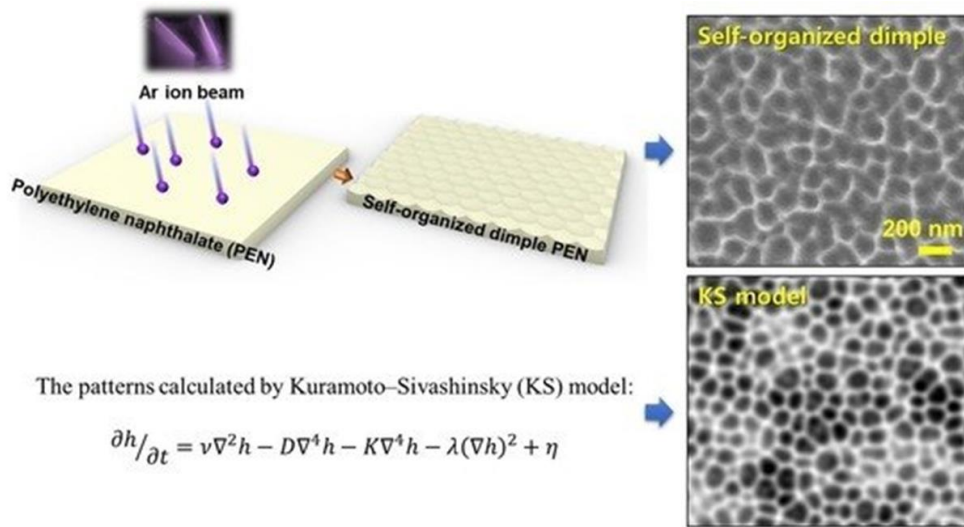 Ar ion beam
Polyethylene naphthalate (PEN)
Self-organized dimple PEN
Self-organized dimple
200 nm
KS model
The patterns calculated by Kuramoto–Sivashinsky (KS) model:
∂h/∂t = ν∇²h − D∇⁴h − K∇⁴h − λ(∇h)² + η